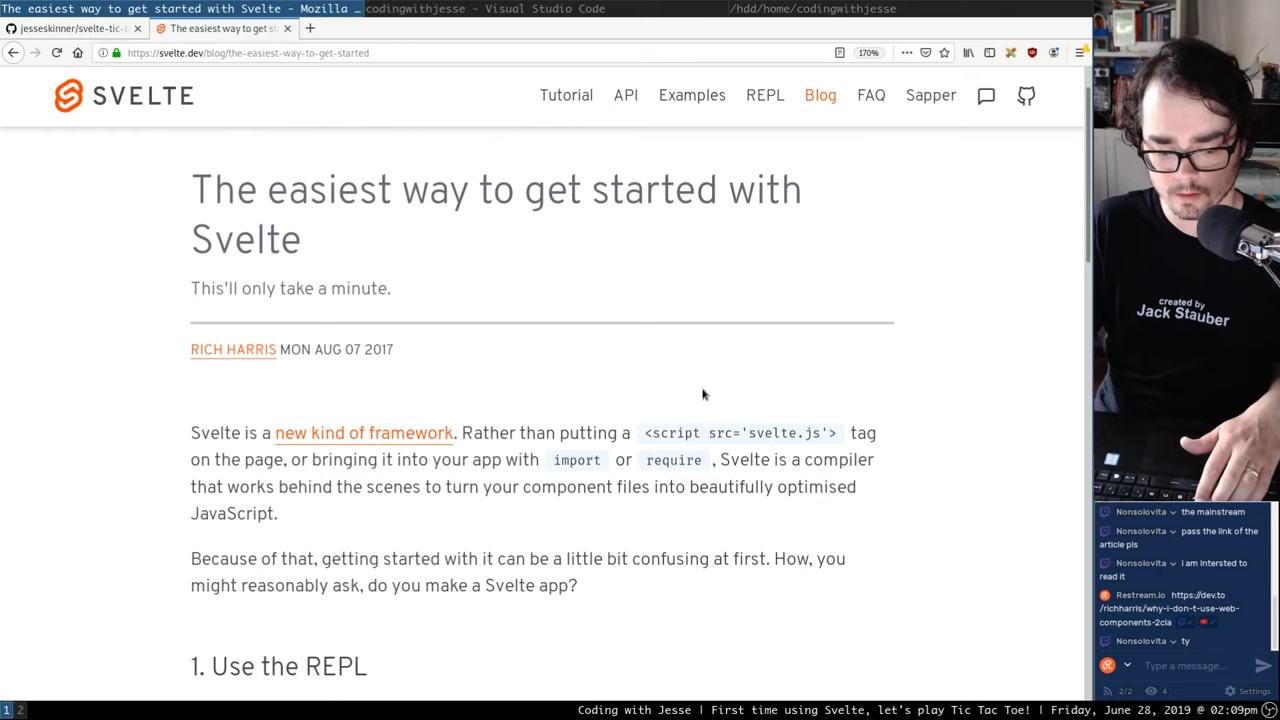 The easiest way to get started with Svelte - Mozilla …
codingwithjesse - Visual Studio Code
/hdd/home/codingwithjesse
jesseskinner/svelte-tic-t
The easiest way to get st
https://svelte.dev/blog/the-easiest-way-to-get-started
170%
SVELTE
Tutorial
API
Examples
REPL
Blog
FAQ
Sapper
The easiest way to get started with
Svelte
This'll only take a minute.
RICH HARRIS MON AUG 07 2017
Svelte is a new kind of framework. Rather than putting a <script src='svelte.js'> tag
on the page, or bringing it into your app with import or require , Svelte is a compiler
that works behind the scenes to turn your component files into beautifully optimised
JavaScript.
Because of that, getting started with it can be a little bit confusing at first. How, you
might reasonably ask, do you make a Svelte app?
1. Use the REPL
created by
Jack Stauber
Nonsolovita the mainstream
Nonsolovita pass the link of the
article pls
Nonsolovita i am intersted to
read it
Restream.io https://dev.to
/richharris/why-i-don-t-use-web-
components-2cia
Nonsolovita ty
Type a message...
2/2
4
Settings
1 2
Coding with Jesse | First time using Svelte, let's play Tic Tac Toe! | Friday, June 28, 2019 @ 02:09pm